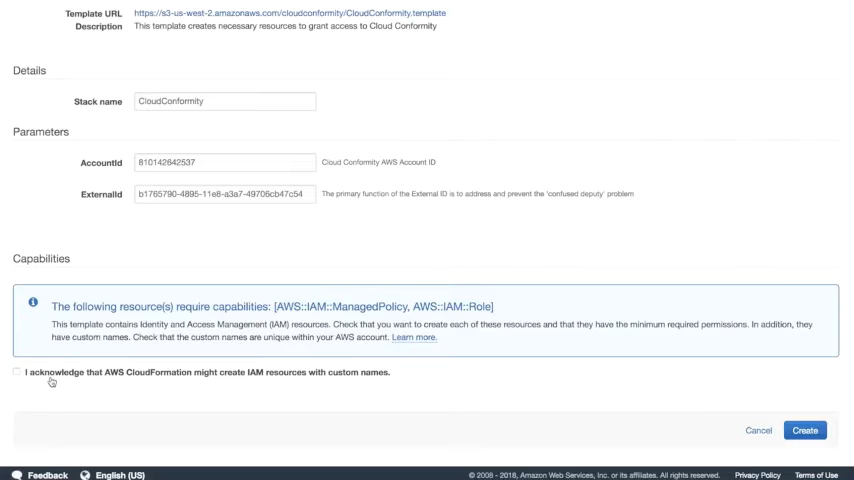 Template URL https://s3-us-west-2.amazonaws.com/cloudconformity/CloudConformity.template
Description This template creates necessary resources to grant access to Cloud Conformity
Details
Stack name CloudConformity
Parameters
AccountId 810142642537 Cloud Conformity AWS Account ID
ExternalId b1765790-4895-11e8-a3a7-49706cb47c54 The primary function of the External ID is to address and prevent the 'confused deputy' problem
Capabilities
The following resource(s) require capabilities: [AWS::IAM::ManagedPolicy, AWS::IAM::Role]
This template contains Identity and Access Management (IAM) resources. Check that you want to create each of these resources and that they have the minimum required permissions. In addition, they
have custom names. Check that the custom names are unique within your AWS account. Learn more.
I acknowledge that AWS CloudFormation might create IAM resources with custom names.
Cancel Create
Feedback English (US) © 2008 - 2018, Amazon Web Services, Inc. or its affiliates. All rights reserved. Privacy Policy Terms of Use